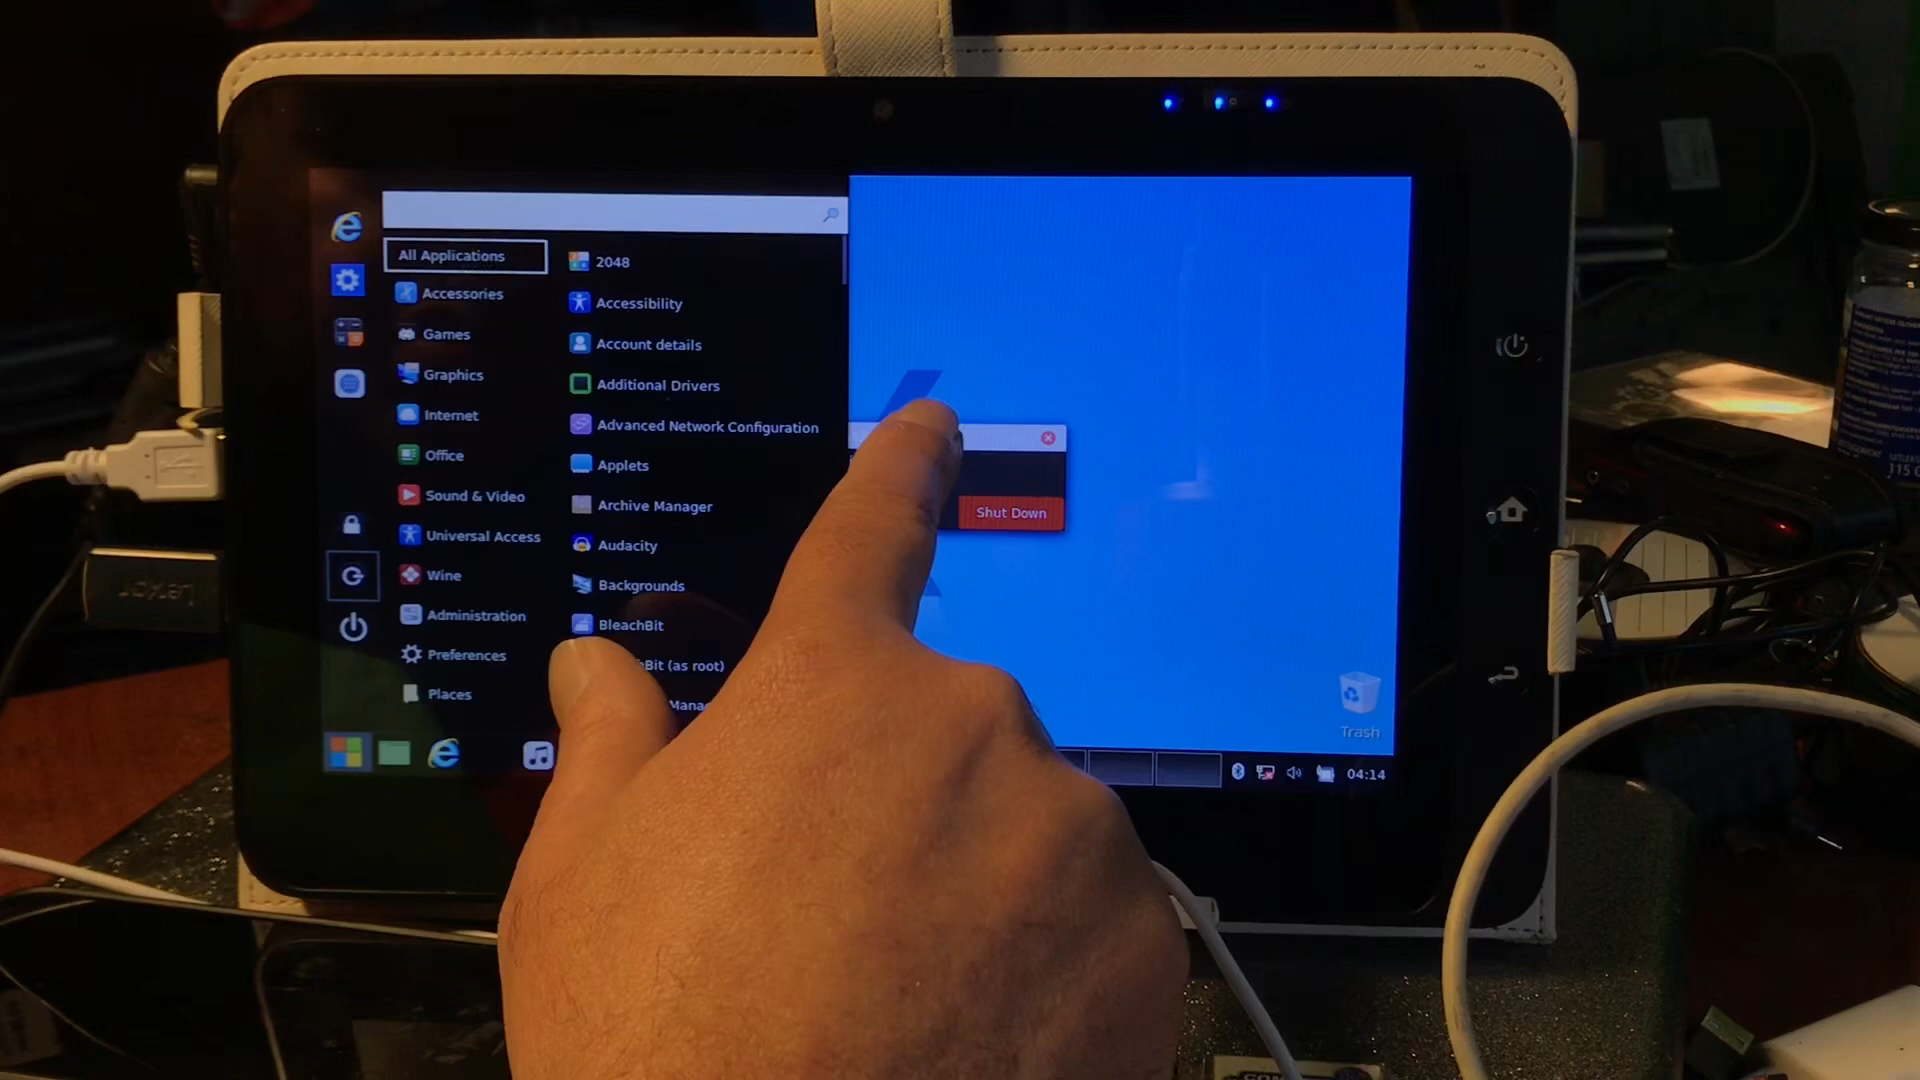 All Applications
Accessories
Games
Graphics
Internet
Office
Sound & Video
Universal Access
Wine
Administration
Preferences
Places
2048
Accessibility
Account details
Additional Drivers
Advanced Network Configuration
Applets
Archive Manager
Audacity
Backgrounds
BleachBit
Bit (as root)
Mana
Shut Down
Trash
04:14
Lexar